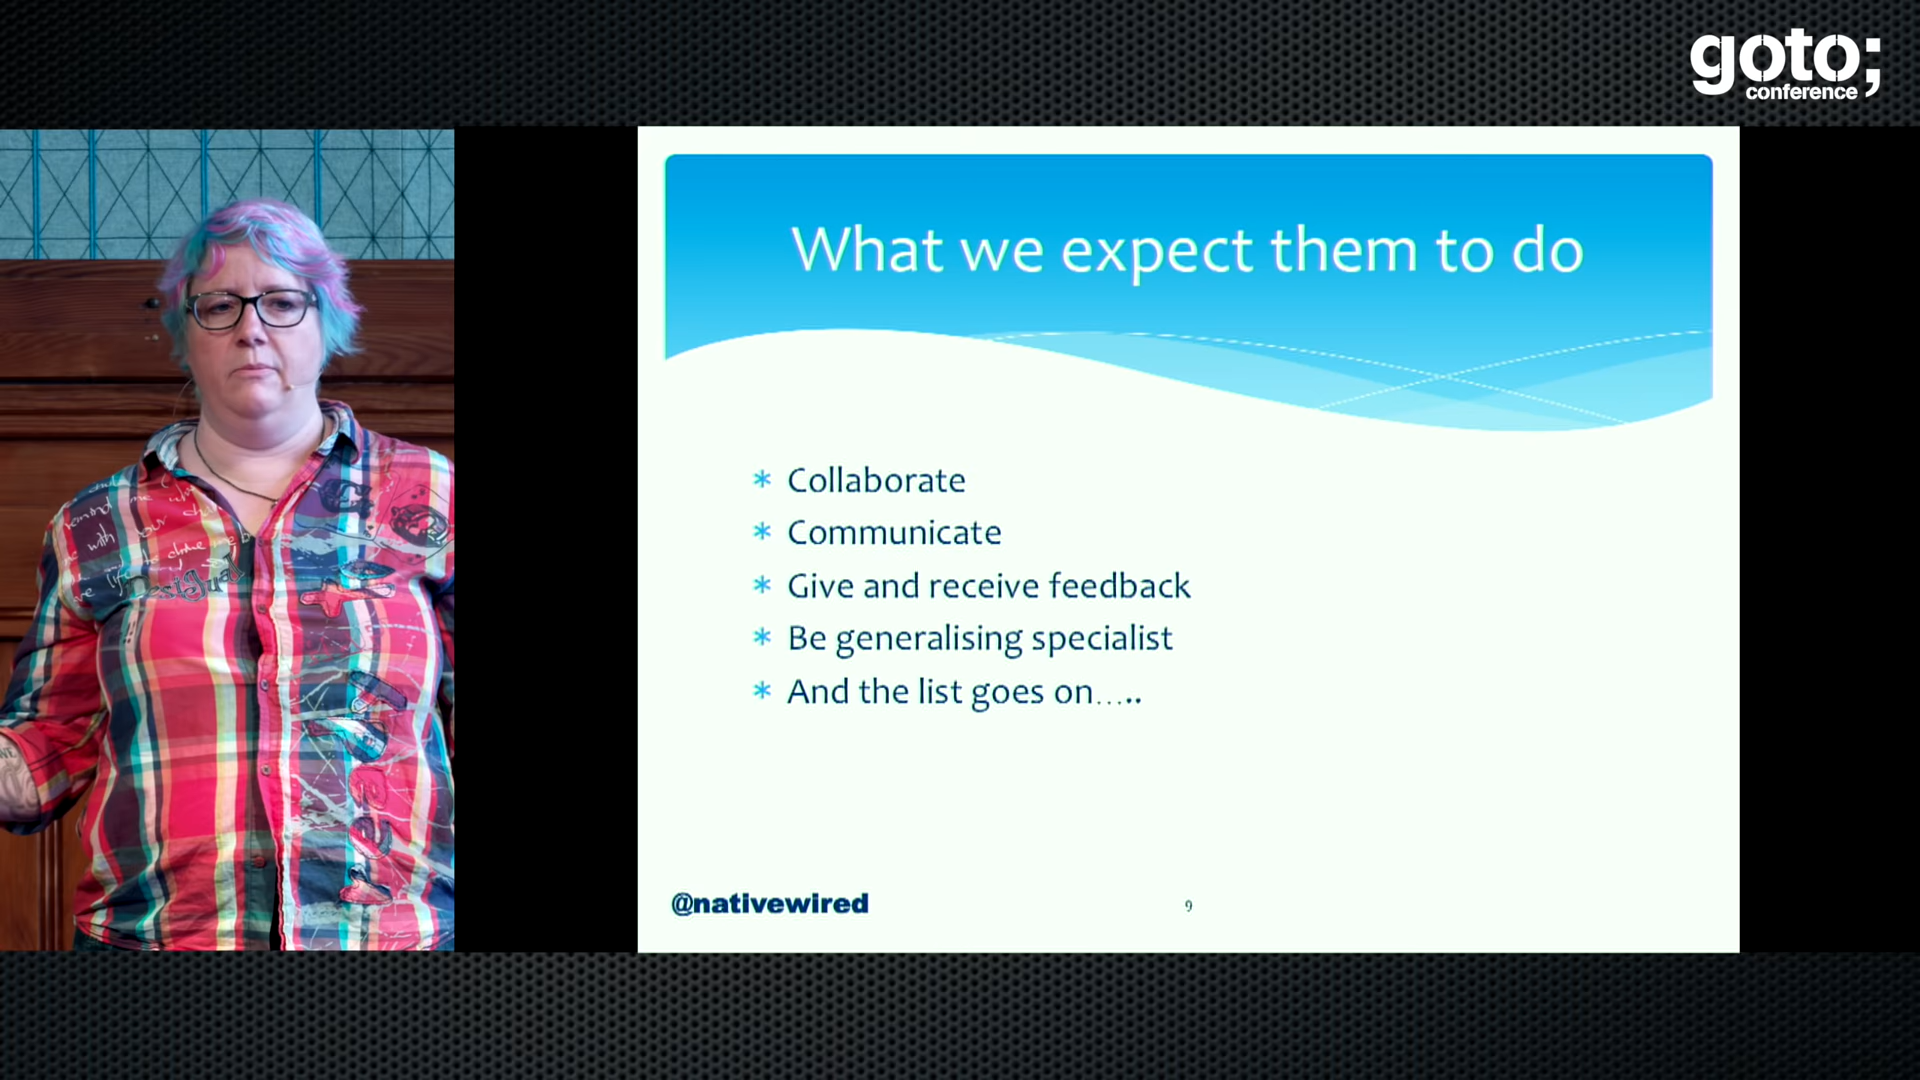 goto;
conference
What we expect them to do
* Collaborate
* Communicate
* Give and receive feedback
* Be generalising specialist
* And the list goes on…..
@nativewired
9
Desigual